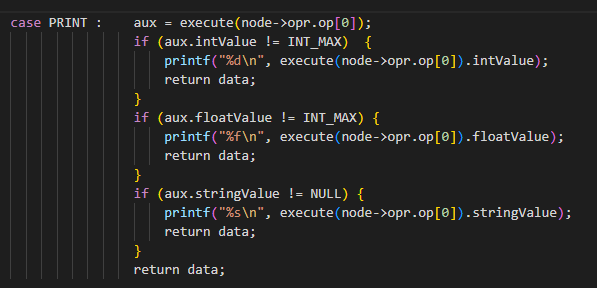 case PRINT :    aux = execute(node->opr.op[0]);
                if (aux.intValue != INT_MAX)  {
                    printf("%d\n", execute(node->opr.op[0]).intValue);
                    return data;
                }
                if (aux.floatValue != INT_MAX) {
                    printf("%f\n", execute(node->opr.op[0]).floatValue);
                    return data;
                }
                if (aux.stringValue != NULL) {
                    printf("%s\n", execute(node->opr.op[0]).stringValue);
                    return data;
                }
                return data;